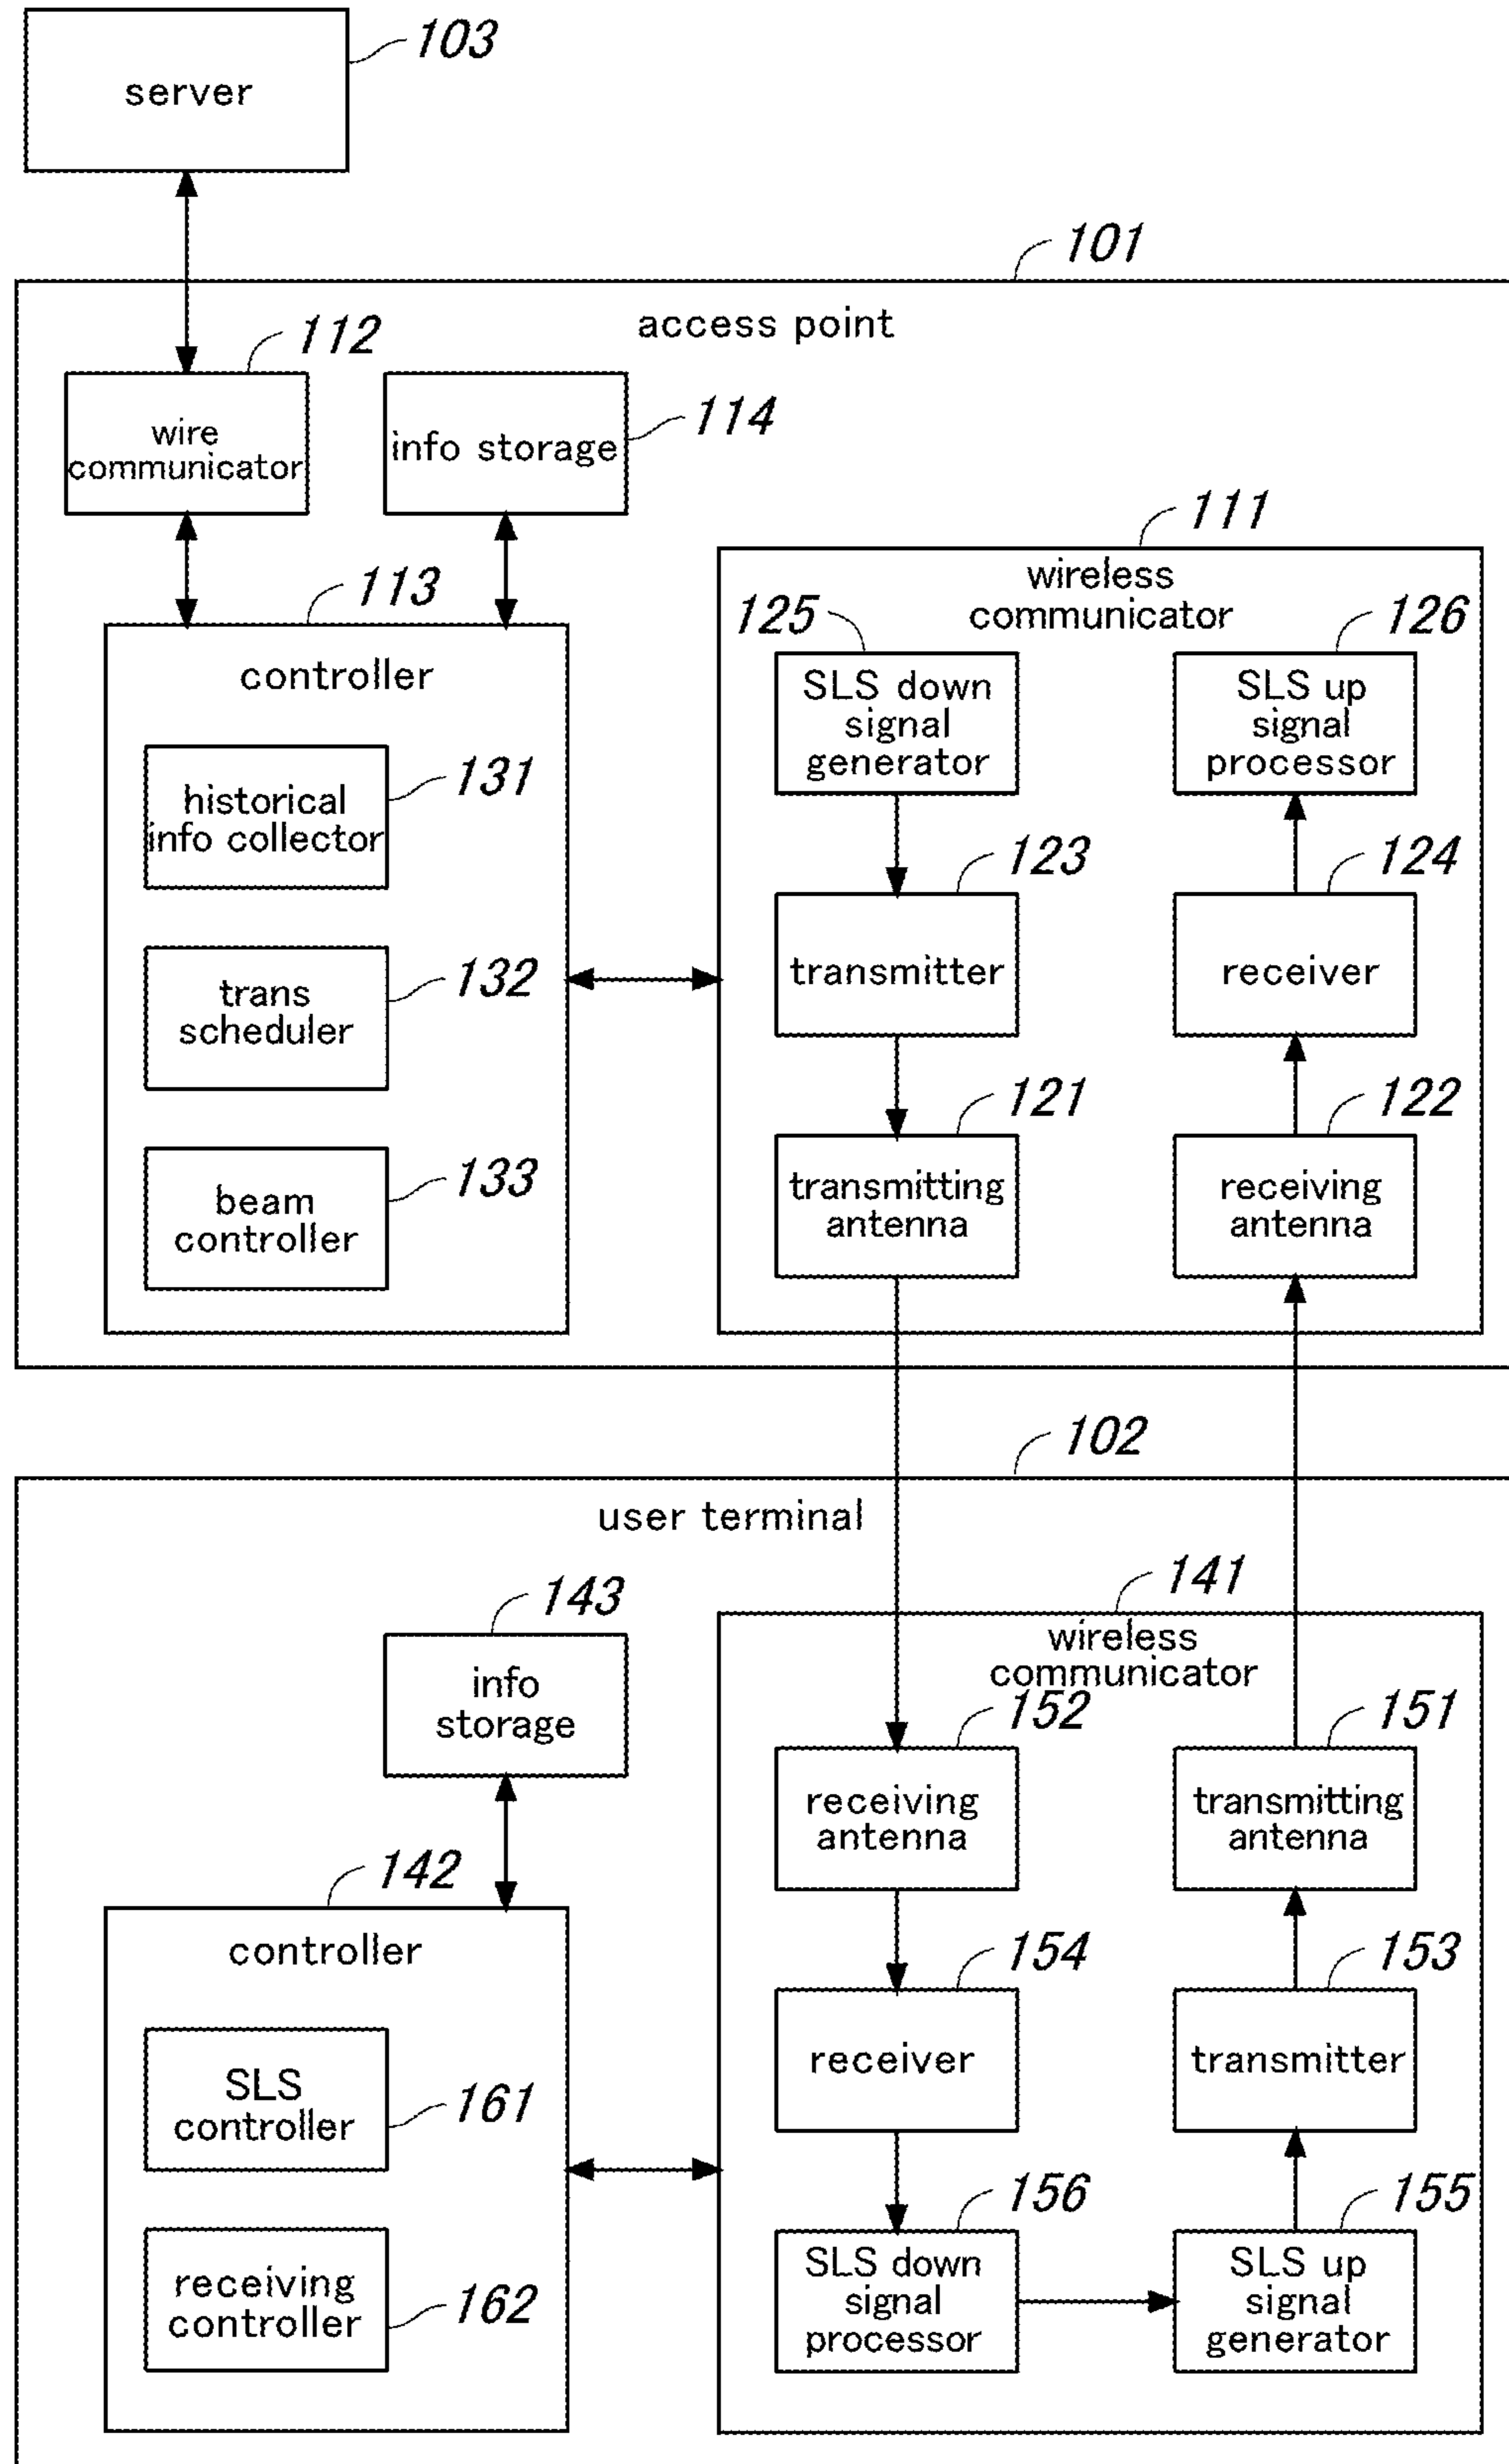 103
server
101
access point
112
wire
communicator
info storage
114
111
wireless
communicator
113
controller
125
SLS down
signal
generator
126
SLS up
signal
processor
historical
info collector
131
123
transmitter
124
receiver
trans
scheduler
132
121
transmitting
antenna
122
receiving
antenna
beam
controller
133
102
user terminal
143
info
storage
141
wireless
communicator
152
receiving
antenna
151
transmitting
antenna
142
controller
154
receiver
153
transmitter
SLS
controller
161
156
SLS down
signal
processor
155
SLS up
signal
generator
receiving
controller
162